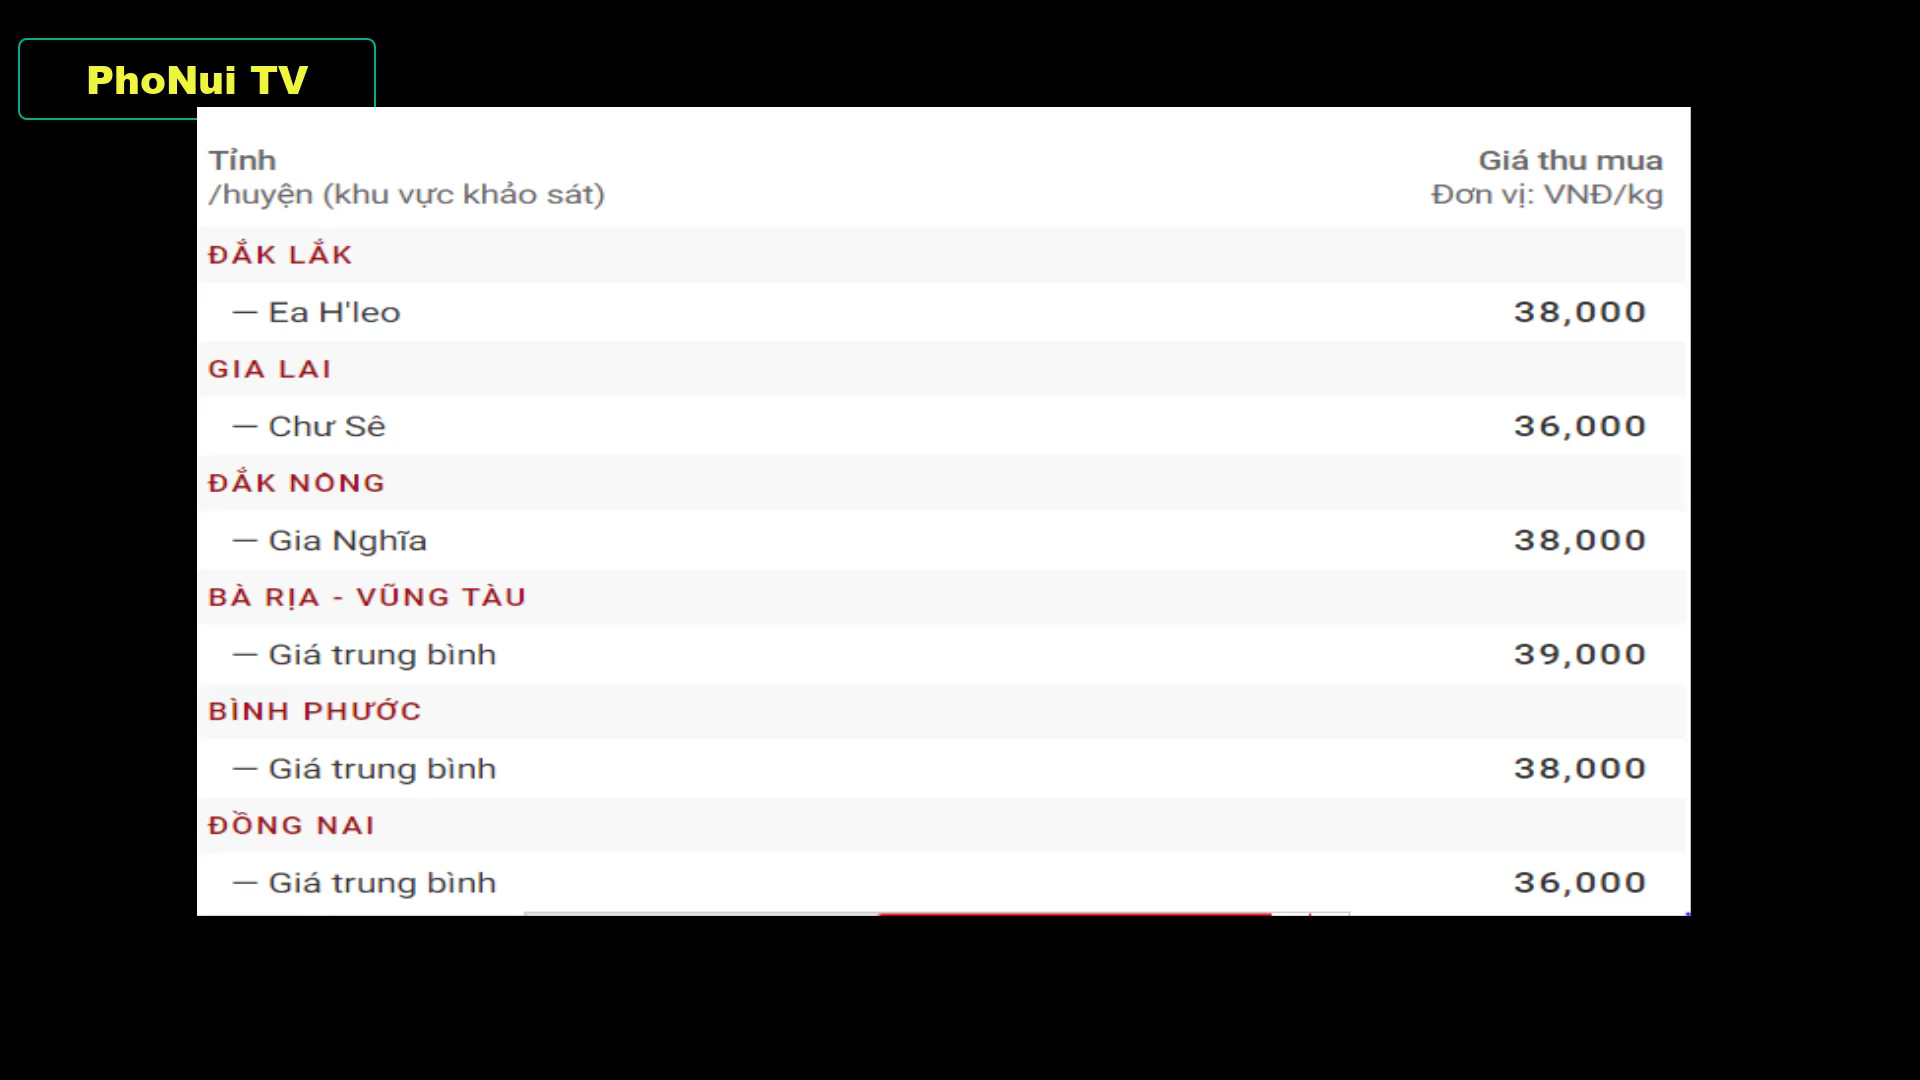 PhoNui TV
Tỉnh Giá thu mua
/huyện (khu vực khảo sát) Đơn vị: VNĐ/kg
ĐẮK LẮK
— Ea H'leo 38,000
GIA LAI
— Chư Sê 36,000
ĐẮK NÔNG
— Gia Nghĩa 38,000
BÀ RỊA - VŨNG TÀU
— Giá trung bình 39,000
BÌNH PHƯỚC
— Giá trung bình 38,000
ĐỒNG NAI
— Giá trung bình 36,000